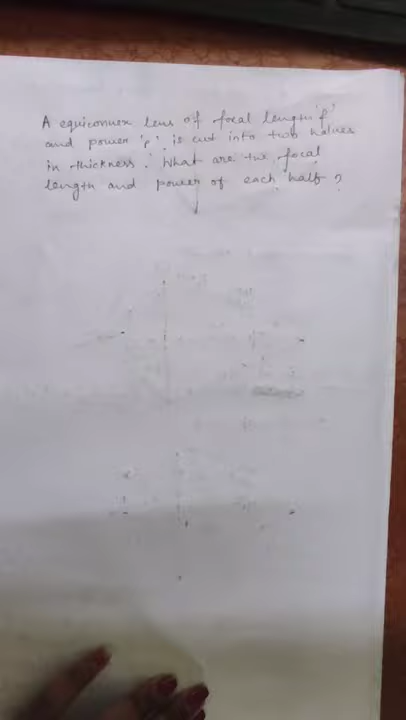 A equiconvex lens of focal length 'f'
and power 'p'. is cut into two halves
in thickness. What are the focal
length and power of each half?